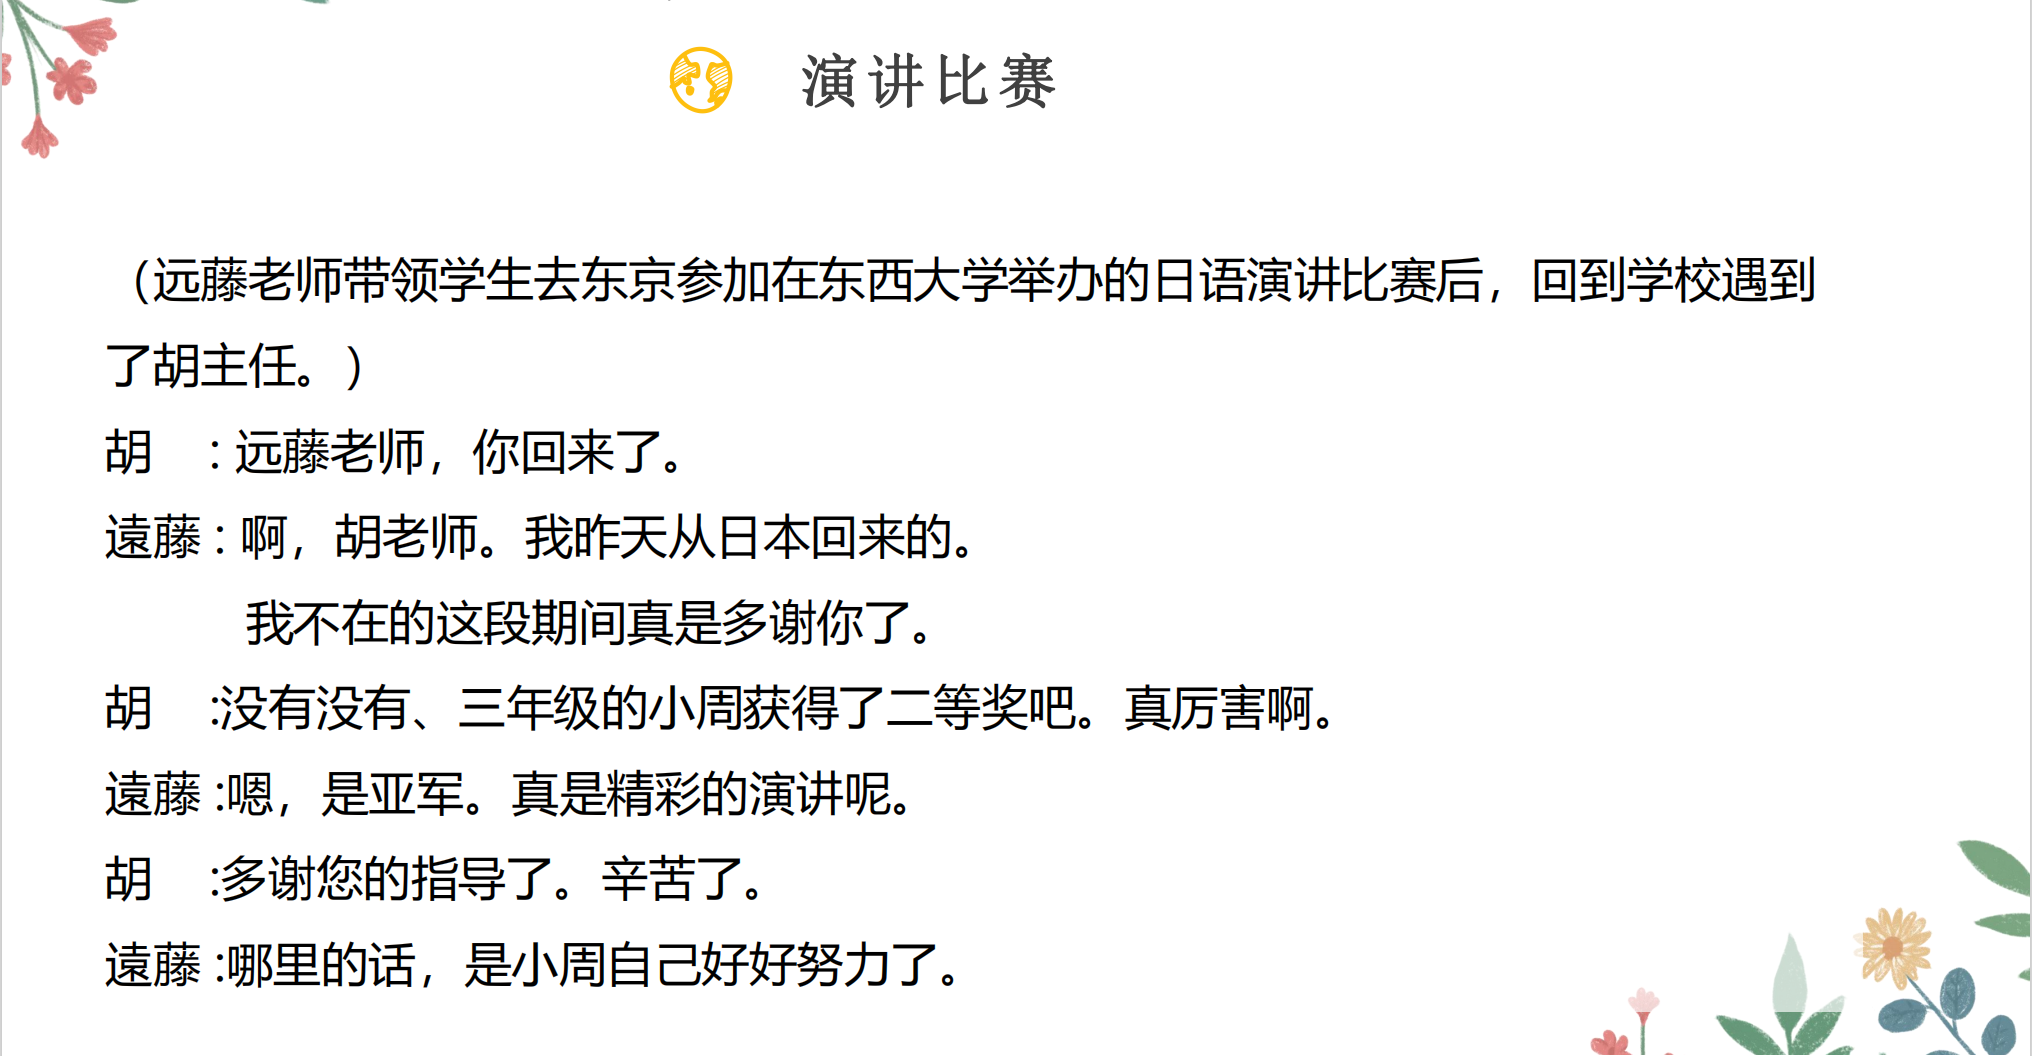 演讲比赛
（远藤老师带领学生去东京参加在东西大学举办的日语演讲比赛后，回到学校遇到
了胡主任。）
胡　：远藤老师，你回来了。
遠藤：啊，胡老师。我昨天从日本回来的。
我不在的这段期间真是多谢你了。
胡　:没有没有、三年级的小周获得了二等奖吧。真厉害啊。
遠藤:嗯，是亚军。真是精彩的演讲呢。
胡　:多谢您的指导了。辛苦了。
遠藤:哪里的话，是小周自己好好努力了。